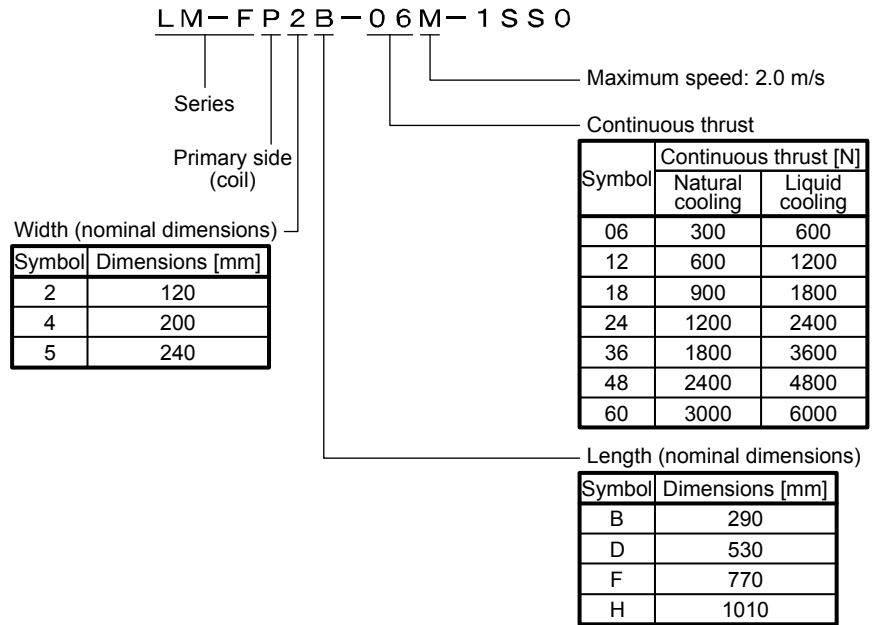 LM-FP2B-06M-1SS0
Maximum speed: 2.0 m/s
Series
Continuous thrust
Primary side
(coil)
Symbol Continuous thrust [N]
Natural cooling Liquid cooling
06 300 600
12 600 1200
18 900 1800
24 1200 2400
36 1800 3600
48 2400 4800
60 3000 6000
Width (nominal dimensions)
Symbol Dimensions [mm]
2 120
4 200
5 240
Length (nominal dimensions)
Symbol Dimensions [mm]
B 290
D 530
F 770
H 1010